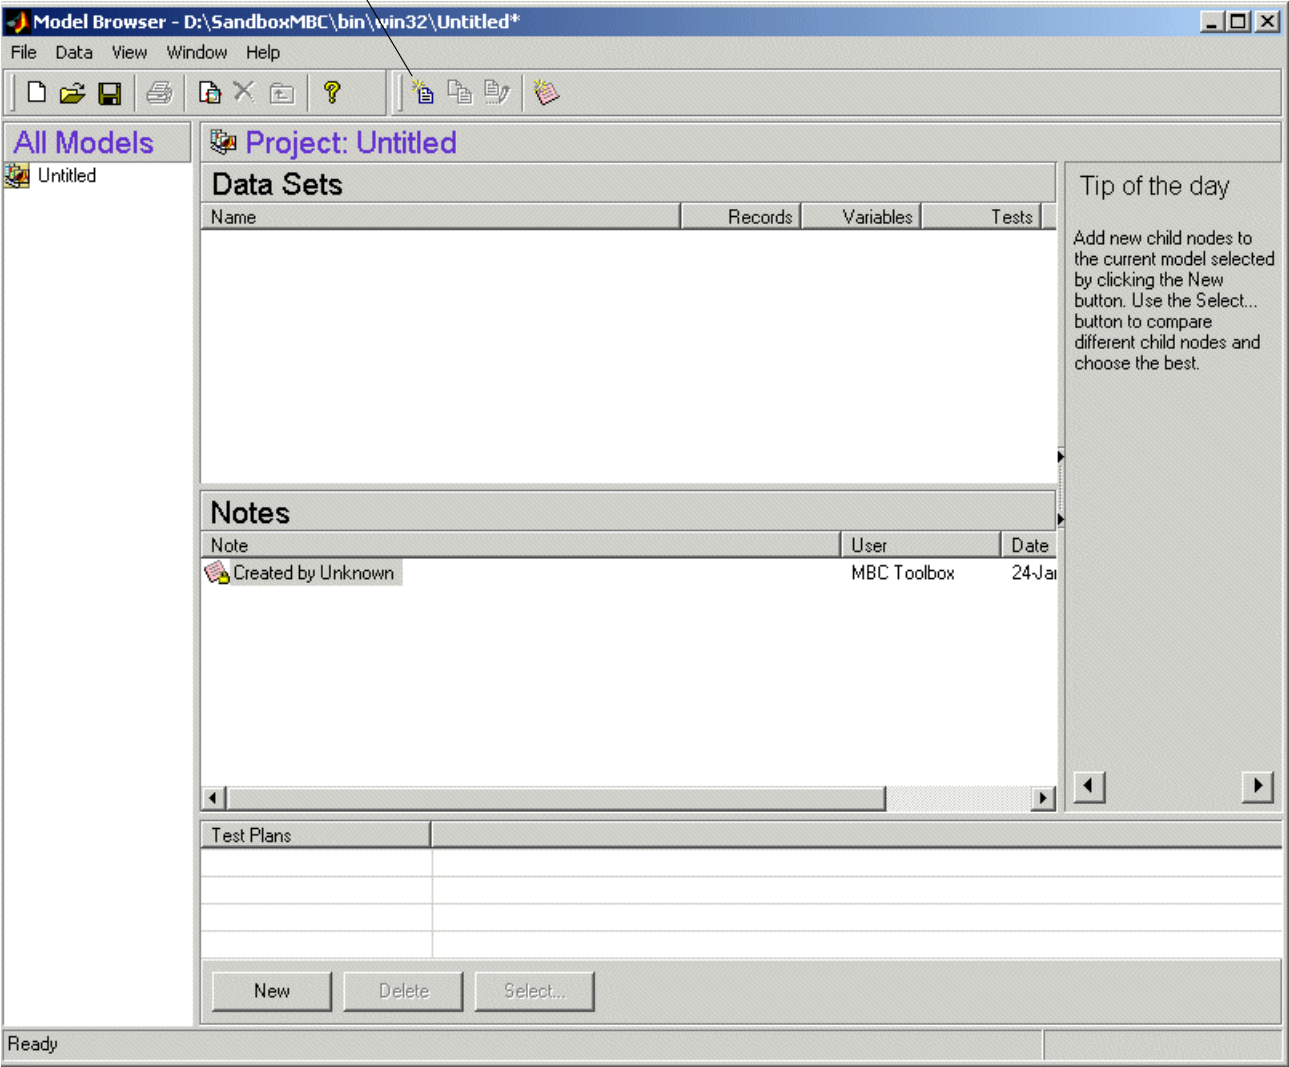 Model Browser - D:\SandboxMBC\bin\win32\Untitled*
File Data View Window Help
All Models
Untitled
Project: Untitled
Data Sets
Name Records Variables Tests
Notes
Note User Date
Created by Unknown MBC Toolbox 24-Jan
Tip of the day
Add new child nodes to
the current model selected
by clicking the New
button. Use the Select...
button to compare
different child nodes and
choose the best.
Test Plans
New Delete Select...
Ready